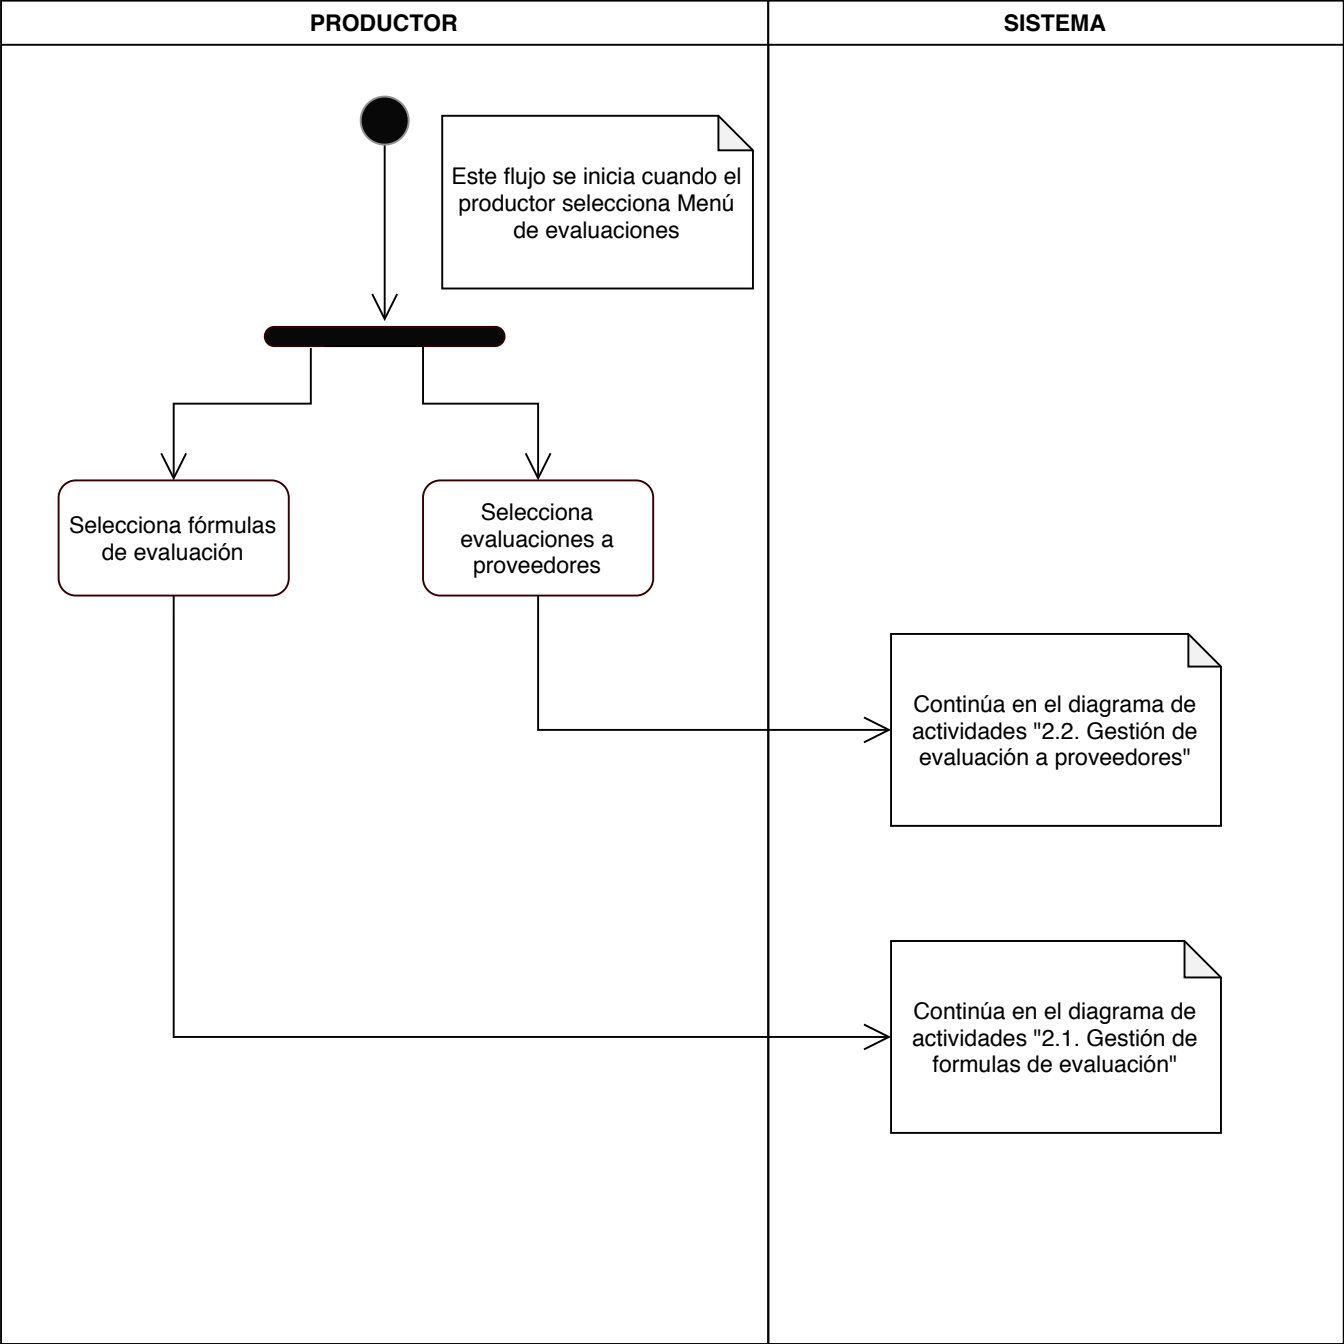 PRODUCTOR
SISTEMA
Este flujo se inicia cuando el
productor selecciona Menú
de evaluaciones
Selecciona fórmulas
de evaluación
Selecciona
evaluaciones a
proveedores
Continúa en el diagrama de
actividades "2.2. Gestión de
evaluación a proveedores"
Continúa en el diagrama de
actividades "2.1. Gestión de
formulas de evaluación"